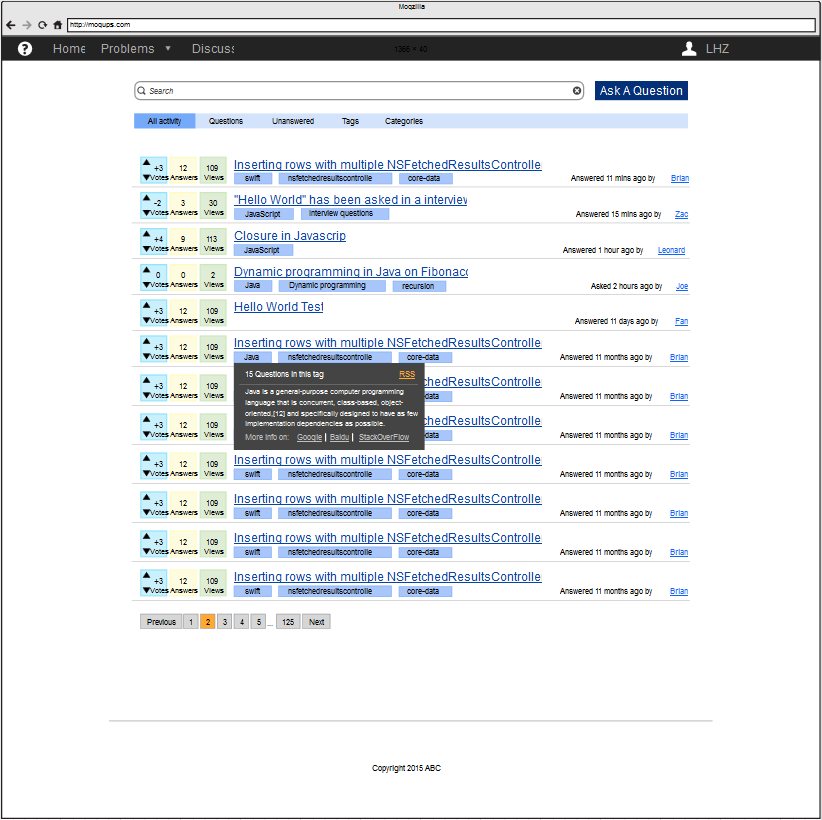 Moqzilla
http://moqups.com
? Home Problems ▼ Discuss 1366 × 40 LHZ
Search Ask A Question
All activity Questions Unanswered Tags Categories
+3 12 109 Inserting rows with multiple NSFetchedResultsControlle
Votes Answers Views swift nsfetchedresultscontrolle core-data Answered 11 mins ago by Brian
-2 3 30 "Hello World" has been asked in a interview
Votes Answers Views JavaScript Interview questions Answered 15 mins ago by Zac
+4 9 113 Closure in Javascrip
Votes Answers Views JavaScript Answered 1 hour ago by Leonard
0 0 2 Dynamic programming in Java on Fibonacc
Votes Answers Views Java Dynamic programming recursion Asked 2 hours ago by Joe
+3 12 109 Hello World Test
Votes Answers Views Answered 11 days ago by Fan
+3 12 109 Inserting rows with multiple NSFetchedResultsControlle
Votes Answers Views Java nsfetchedresultscontrolle core-data Answered 11 months ago by Brian
15 Questions in this tag RSS
Java is a general-purpose computer programming
language that is concurrent, class-based, object-
oriented,[12] and specifically designed to have as few
implementation dependencies as possible.
More info on: Google | Baidu | StackOverFlow
+3 12 109 chedResultsControlle
Votes Answers Views core-data Answered 11 months ago by Brian
+3 12 109 chedResultsControlle
Votes Answers Views core-data Answered 11 months ago by Brian
+3 12 109 Inserting rows with multiple NSFetchedResultsControlle
Votes Answers Views swift nsfetchedresultscontrolle core-data Answered 11 months ago by Brian
+3 12 109 Inserting rows with multiple NSFetchedResultsControlle
Votes Answers Views swift nsfetchedresultscontrolle core-data Answered 11 months ago by Brian
+3 12 109 Inserting rows with multiple NSFetchedResultsControlle
Votes Answers Views swift nsfetchedresultscontrolle core-data Answered 11 months ago by Brian
+3 12 109 Inserting rows with multiple NSFetchedResultsControlle
Votes Answers Views swift nsfetchedresultscontrolle core-data Answered 11 months ago by Brian
Previous 1 2 3 4 5 ... 125 Next
Copyright 2015 ABC